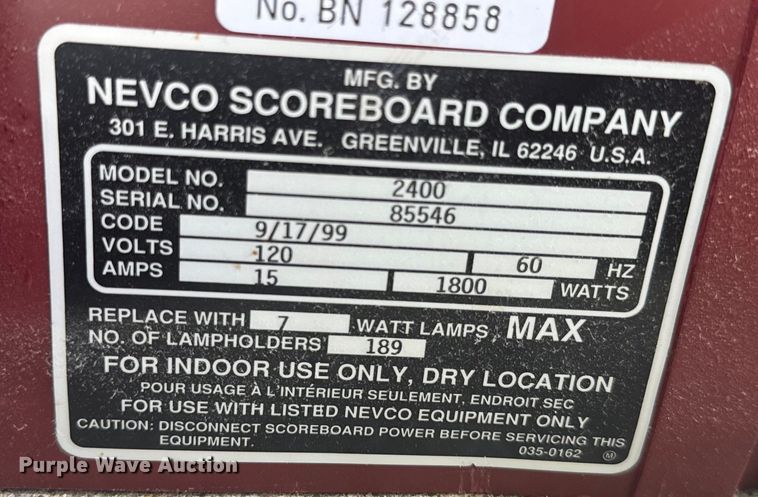 No. BN 128858
MFG. BY
NEVCO SCOREBOARD COMPANY
301 E. HARRIS AVE. GREENVILLE, IL 62246 U.S.A.
MODEL NO. 2400
SERIAL NO. 85546
CODE 9/17/99
VOLTS 120 60 HZ
AMPS 15 1800 WATTS
REPLACE WITH 7 WATT LAMPS MAX
NO. OF LAMPHOLDERS 189
FOR INDOOR USE ONLY, DRY LOCATION
POUR USAGE À L'INTÉRIEUR SEULEMENT, ENDROIT SEC
FOR USE WITH LISTED NEVCO EQUIPMENT ONLY
CAUTION: DISCONNECT SCOREBOARD POWER BEFORE SERVICING THIS
EQUIPMENT.
035-0162 M
Purple Wave Auction